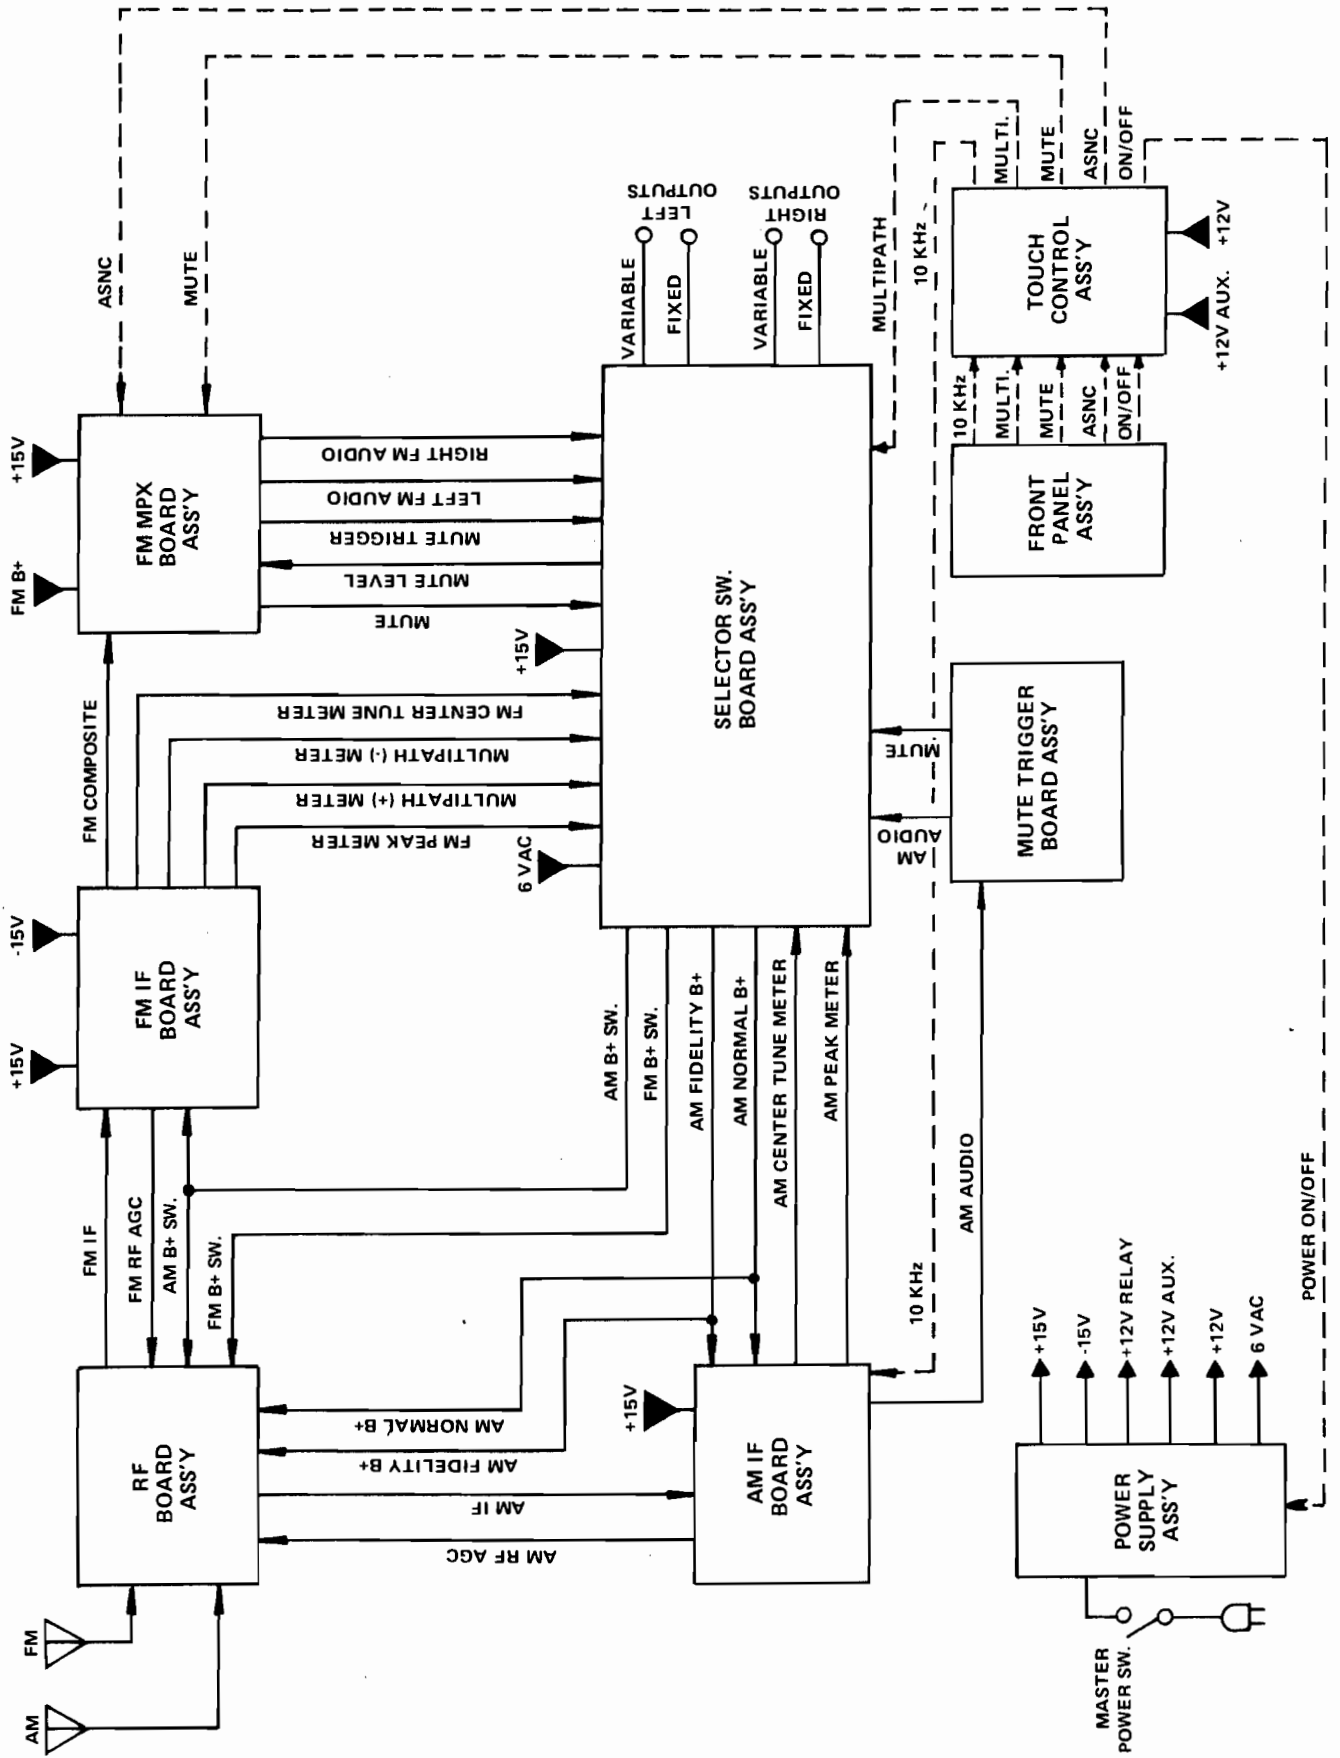 AM
FM
RF
BOARD
ASS'Y
FM IF
FM RF AGC
AM B+ SW.
FM B+ SW.
+15V
-15V
FM IF
BOARD
ASS'Y
FM COMPOSITE
FM B+
+15V
FM MPX
BOARD
ASS'Y
ASNC
MUTE
AM NORMAL B+
AM FIDELITY B+
AM IF
AM RF AGC
FM CENTER TUNE METER
MULTIPATH (-) METER
MULTIPATH (+) METER
FM PEAK METER
RIGHT FM AUDIO
LEFT FM AUDIO
MUTE TRIGGER
MUTE LEVEL
MUTE
+15V
AM IF
BOARD
ASS'Y
AM B+ SW.
FM B+ SW.
AM FIDELITY B+
AM NORMAL B+
AM CENTER TUNE METER
AM PEAK METER
6 VAC
+15V
SELECTOR SW.
BOARD ASS'Y
VARIABLE
FIXED
LEFT
OUTPUTS
VARIABLE
FIXED
RIGHT
OUTPUTS
MULTIPATH
10 KHz
10 KHz
AM AUDIO
AM
AUDIO
MUTE
MUTE TRIGGER
BOARD ASS'Y
FRONT
PANEL
ASS'Y
10 KHz
MULTI.
MUTE
ASNC
ON/OFF
TOUCH
CONTROL
ASS'Y
10 KHz
MULTI.
MUTE
ASNC
ON/OFF
+12V AUX.
+12V
MASTER
POWER SW.
POWER
SUPPLY
ASS'Y
+15V
-15V
+12V RELAY
+12V AUX.
+12V
6 VAC
POWER ON/OFF